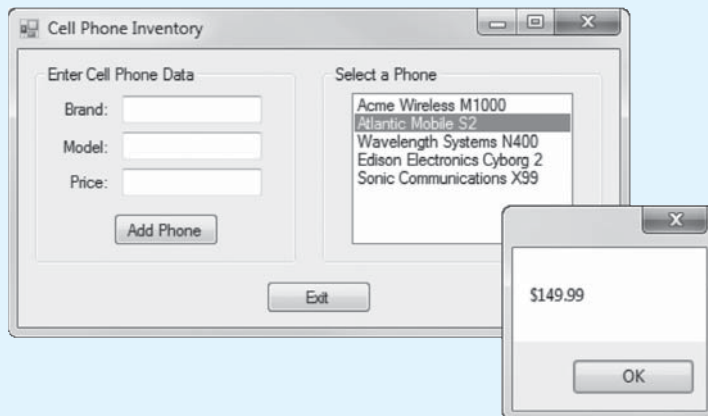 Cell Phone Inventory
Enter Cell Phone Data
Brand:
Model:
Price:
Add Phone
Select a Phone
Acme Wireless M1000
Atlantic Mobile S2
Wavelength Systems N400
Edison Electronics Cyborg 2
Sonic Communications X99
Exit
$149.99
OK